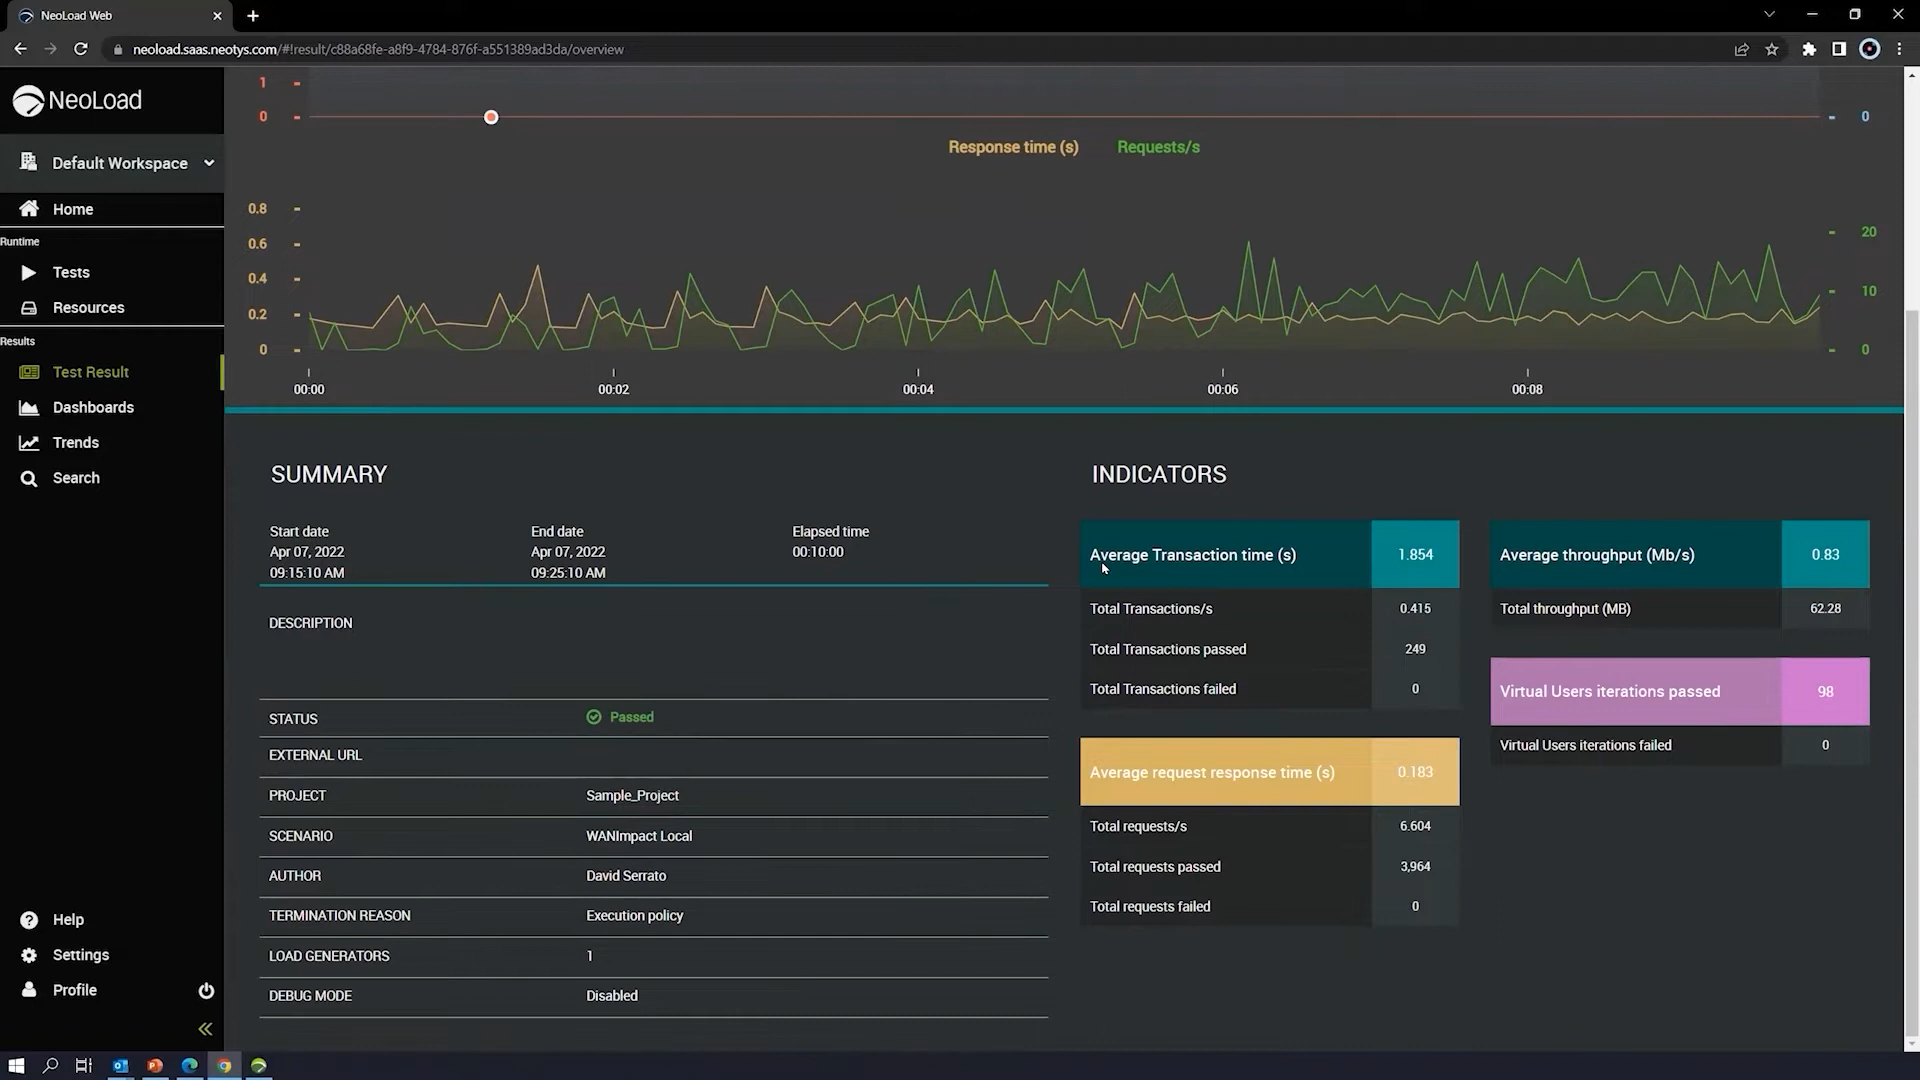 NeoLoad Web
neoload.saas.neotys.com/#!result/c88a68fe-a8f9-4784-876f-a551389ad3da/overview
NeoLoad
Default Workspace
Home
Runtime
Tests
Resources
Results
Test Result
Dashboards
Trends
Search
Help
Settings
Profile
1
0
0
Response time (s) Requests/s
0.8
0.6
0.4
0.2
0
20
10
0
00:00 00:02 00:04 00:06 00:08
SUMMARY
Start date End date Elapsed time
Apr 07, 2022 Apr 07, 2022 00:10:00
09:15:10 AM 09:25:10 AM
DESCRIPTION
STATUS Passed
EXTERNAL URL
PROJECT Sample_Project
SCENARIO WANImpact Local
AUTHOR David Serrato
TERMINATION REASON Execution policy
LOAD GENERATORS 1
DEBUG MODE Disabled
INDICATORS
Average Transaction time (s) 1.854
Total Transactions/s 0.415
Total Transactions passed 249
Total Transactions failed 0
Average request response time (s) 0.183
Total requests/s 6.604
Total requests passed 3,964
Total requests failed 0
Average throughput (Mb/s) 0.83
Total throughput (MB) 62.28
Virtual Users iterations passed 98
Virtual Users iterations failed 0